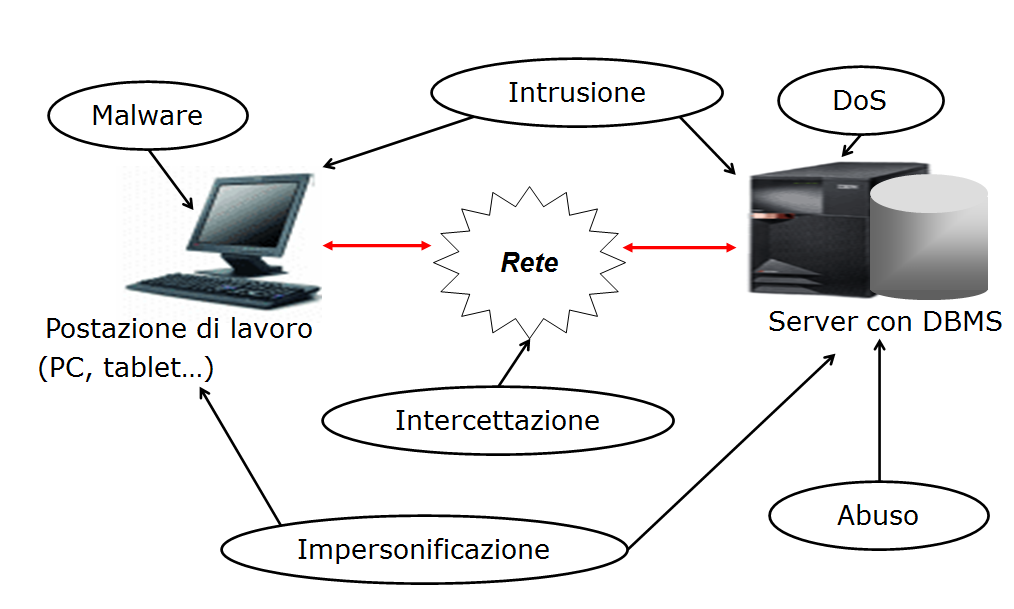 Intrusione
DoS
Malware
Rete
Postazione di lavoro
(PC, tablet…)
Server con DBMS
Intercettazione
Abuso
Impersonificazione